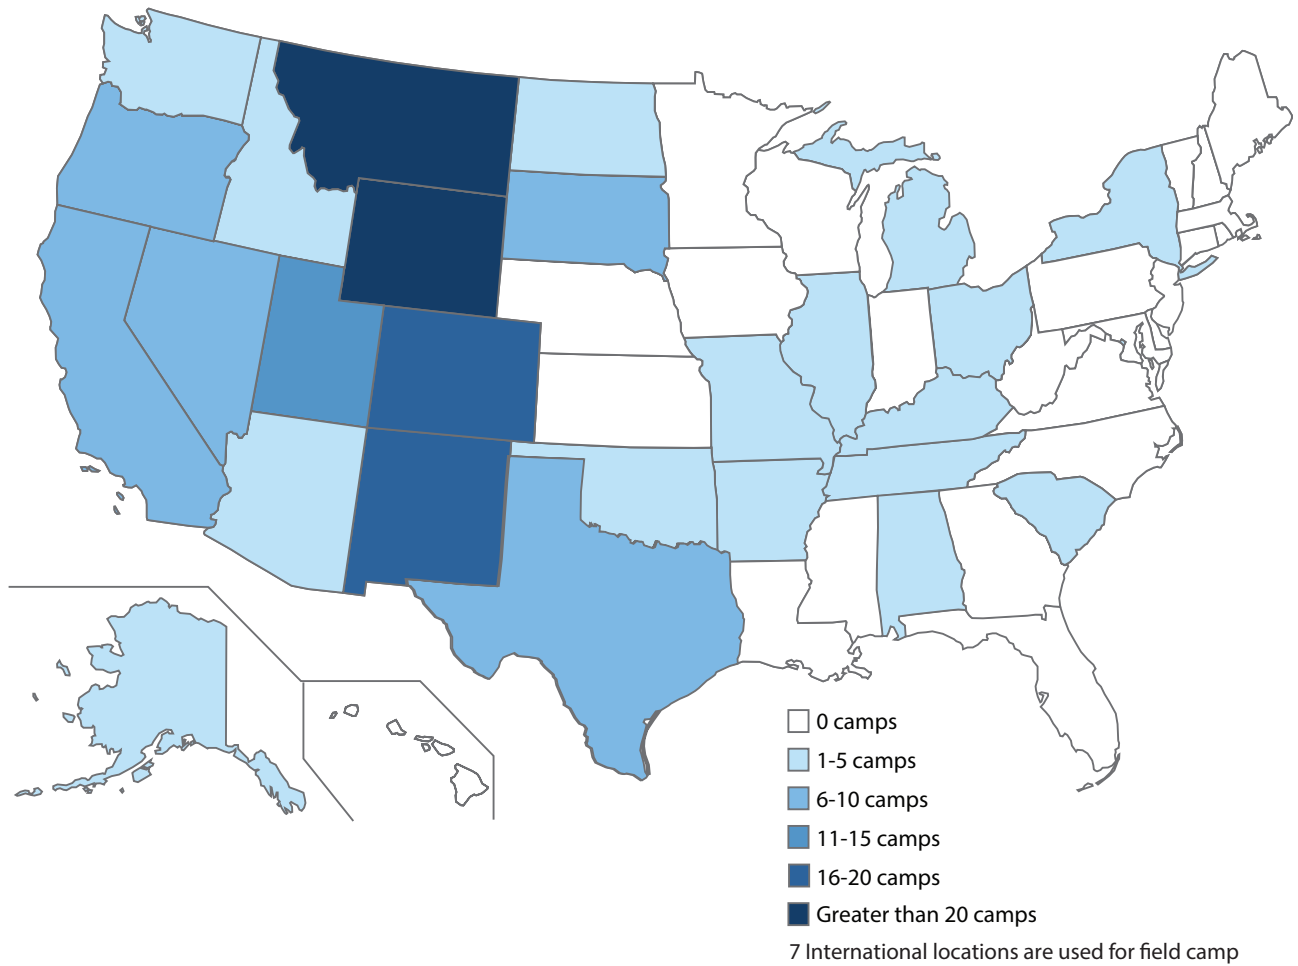 0 camps
1-5 camps
6-10 camps
11-15 camps
16-20 camps
Greater than 20 camps
7 International locations are used for field camp